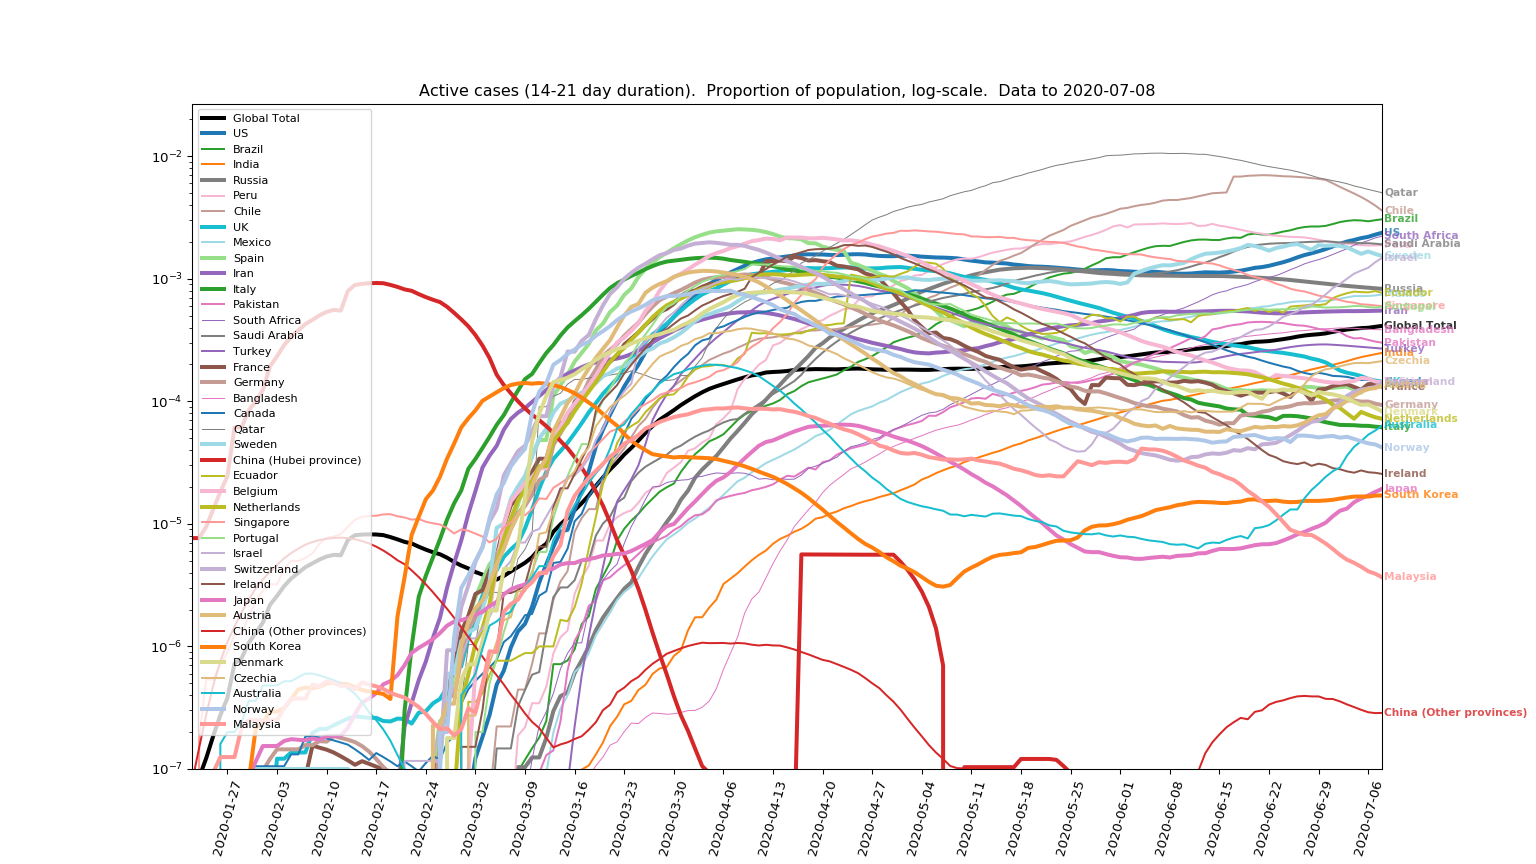 Active cases (14-21 day duration).  Proportion of population, log-scale.  Data to 2020-07-08
Global Total
US
Brazil
India
Russia
Peru
Chile
UK
Mexico
Spain
Iran
Italy
Pakistan
South Africa
Saudi Arabia
Turkey
France
Germany
Bangladesh
Canada
Qatar
Sweden
China (Hubei province)
Ecuador
Belgium
Netherlands
Singapore
Portugal
Israel
Switzerland
Ireland
Japan
Austria
China (Other provinces)
South Korea
Denmark
Czechia
Australia
Norway
Malaysia
10⁻²
10⁻³
10⁻⁴
10⁻⁵
10⁻⁶
10⁻⁷
Qatar
Chile
Brazil
US
South Africa
Saudi Arabia
Sweden
Israel
Russia
Singapore
Iran
Global Total
Bangladesh
Pakistan
Turkey
India
Czechia
France
Germany
Denmark
Netherlands
Australia
Italy
Norway
Ireland
Japan
South Korea
Malaysia
China (Other provinces)
2020-01-27
2020-02-03
2020-02-10
2020-02-17
2020-02-24
2020-03-02
2020-03-09
2020-03-16
2020-03-23
2020-03-30
2020-04-06
2020-04-13
2020-04-20
2020-04-27
2020-05-04
2020-05-11
2020-05-18
2020-05-25
2020-06-01
2020-06-08
2020-06-15
2020-06-22
2020-06-29
2020-07-06